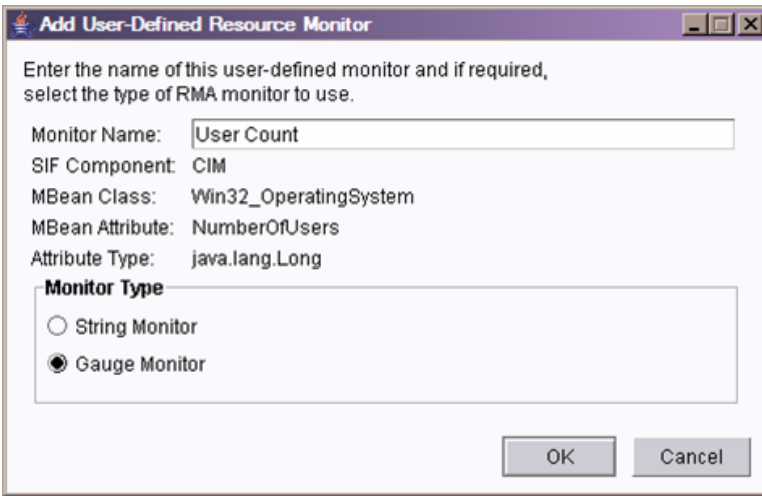 Add User-Defined Resource Monitor
Enter the name of this user-defined monitor and if required,
select the type of RMA monitor to use.
Monitor Name: User Count
SIF Component: CIM
MBean Class: Win32_OperatingSystem
MBean Attribute: NumberOfUsers
Attribute Type: java.lang.Long
Monitor Type
String Monitor
Gauge Monitor
OK Cancel